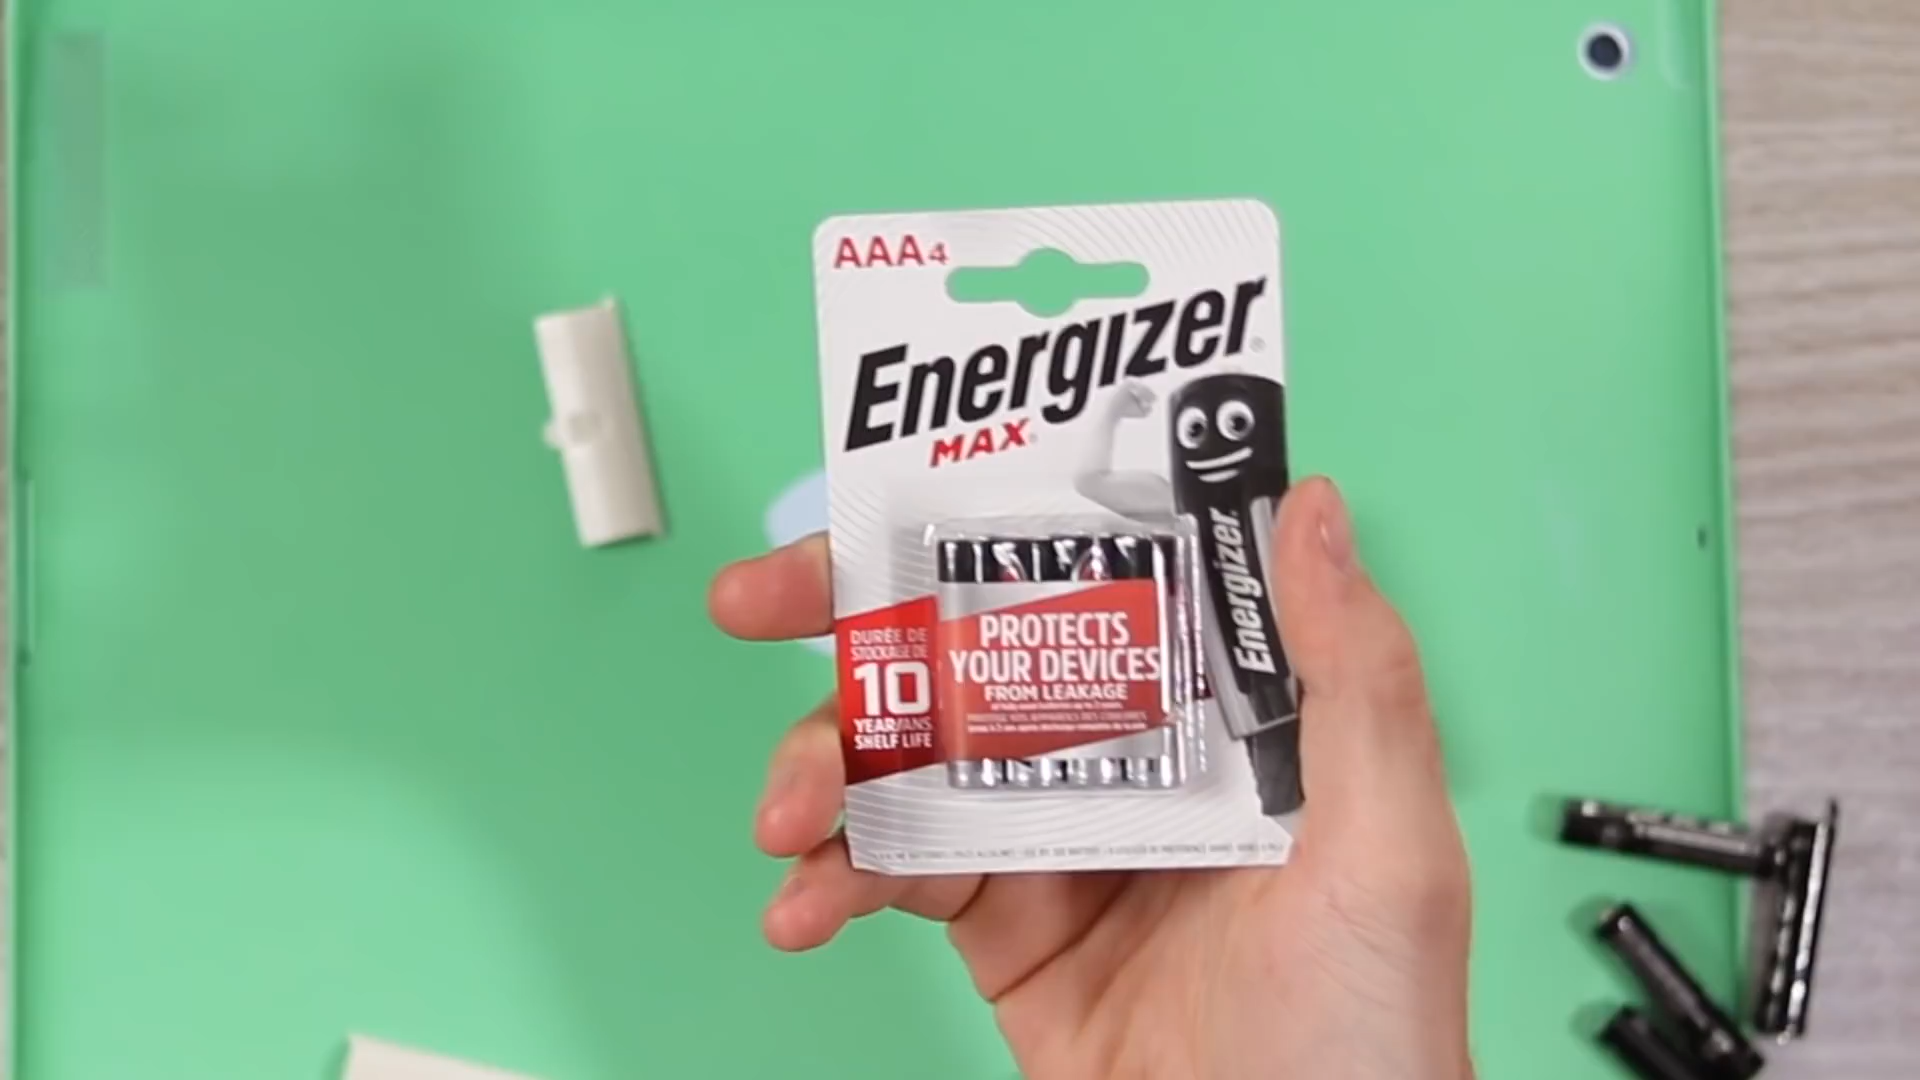 AAA4
Energizer
MAX
Energizer
DURÉE DE
STOCKAGE DE
10
YEAR/ANS
SHELF LIFE
PROTECTS
YOUR DEVICES
FROM LEAKAGE